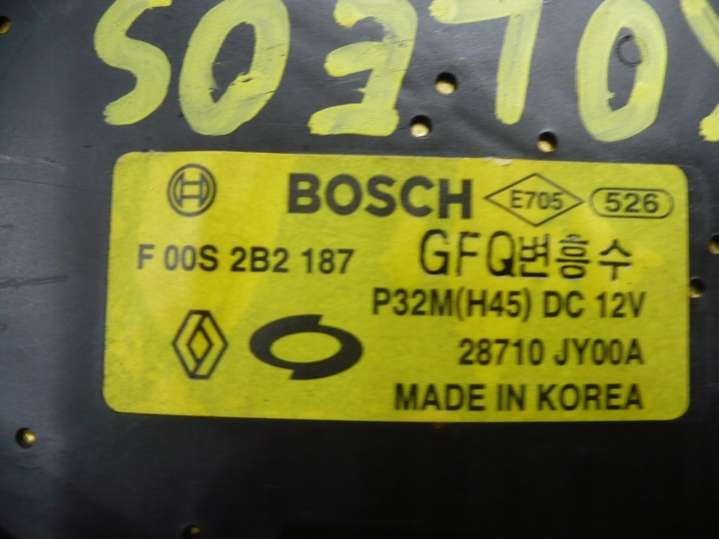 KOLEOS
BOSCH E705 526
F 00S 2B2 187 GFQ변흥수
P32M(H45) DC 12V
28710 JY00A
MADE IN KOREA